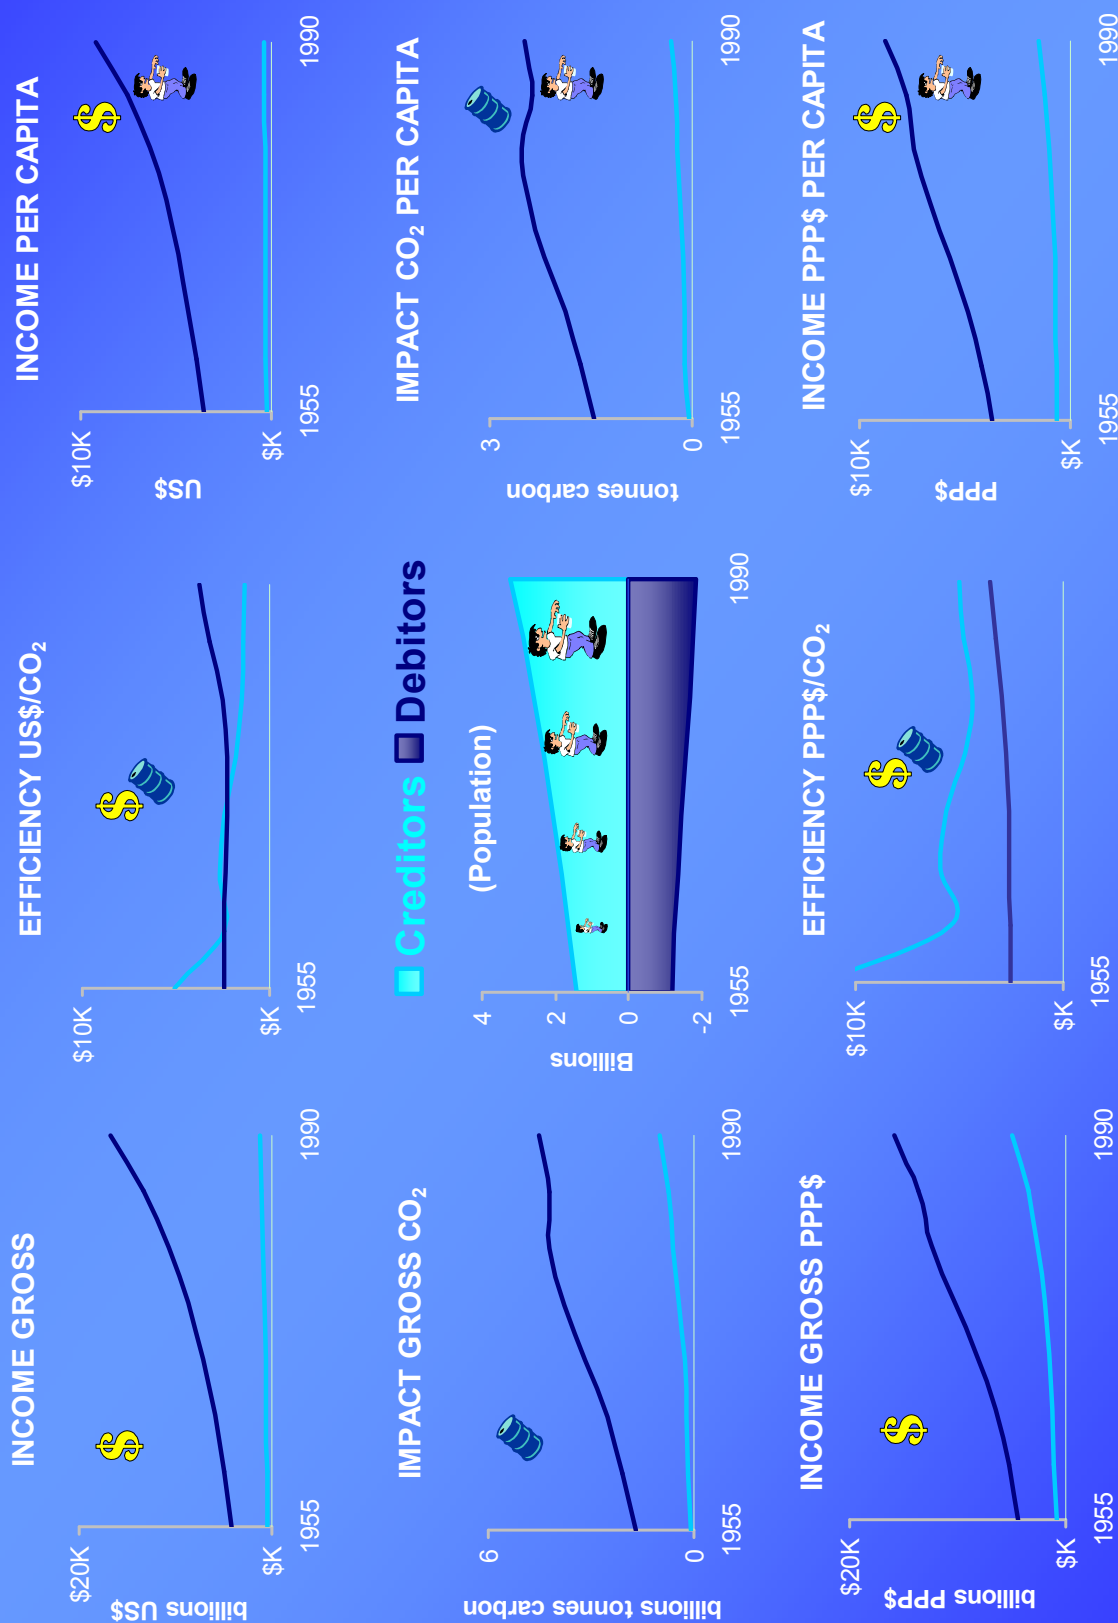 INCOME GROSS
$20K
$K
billions US$
1955
1990
EFFICIENCY US$/CO₂
$10K
$K
1955
1990
INCOME PER CAPITA
$10K
$K
US$
1955
1990
IMPACT GROSS CO₂
6
0
billions tonnes carbon
1955
1990
Creditors Debitors
(Population)
4
2
0
-2
Billions
1955
1990
IMPACT CO₂ PER CAPITA
3
0
tonnes carbon
1955
1990
INCOME GROSS PPP$
$20K
$K
billions PPP$
1955
1990
EFFICIENCY PPP$/CO₂
$10K
$K
1955
1990
INCOME PPP$ PER CAPITA
$10K
$K
PPP$
1955
1990